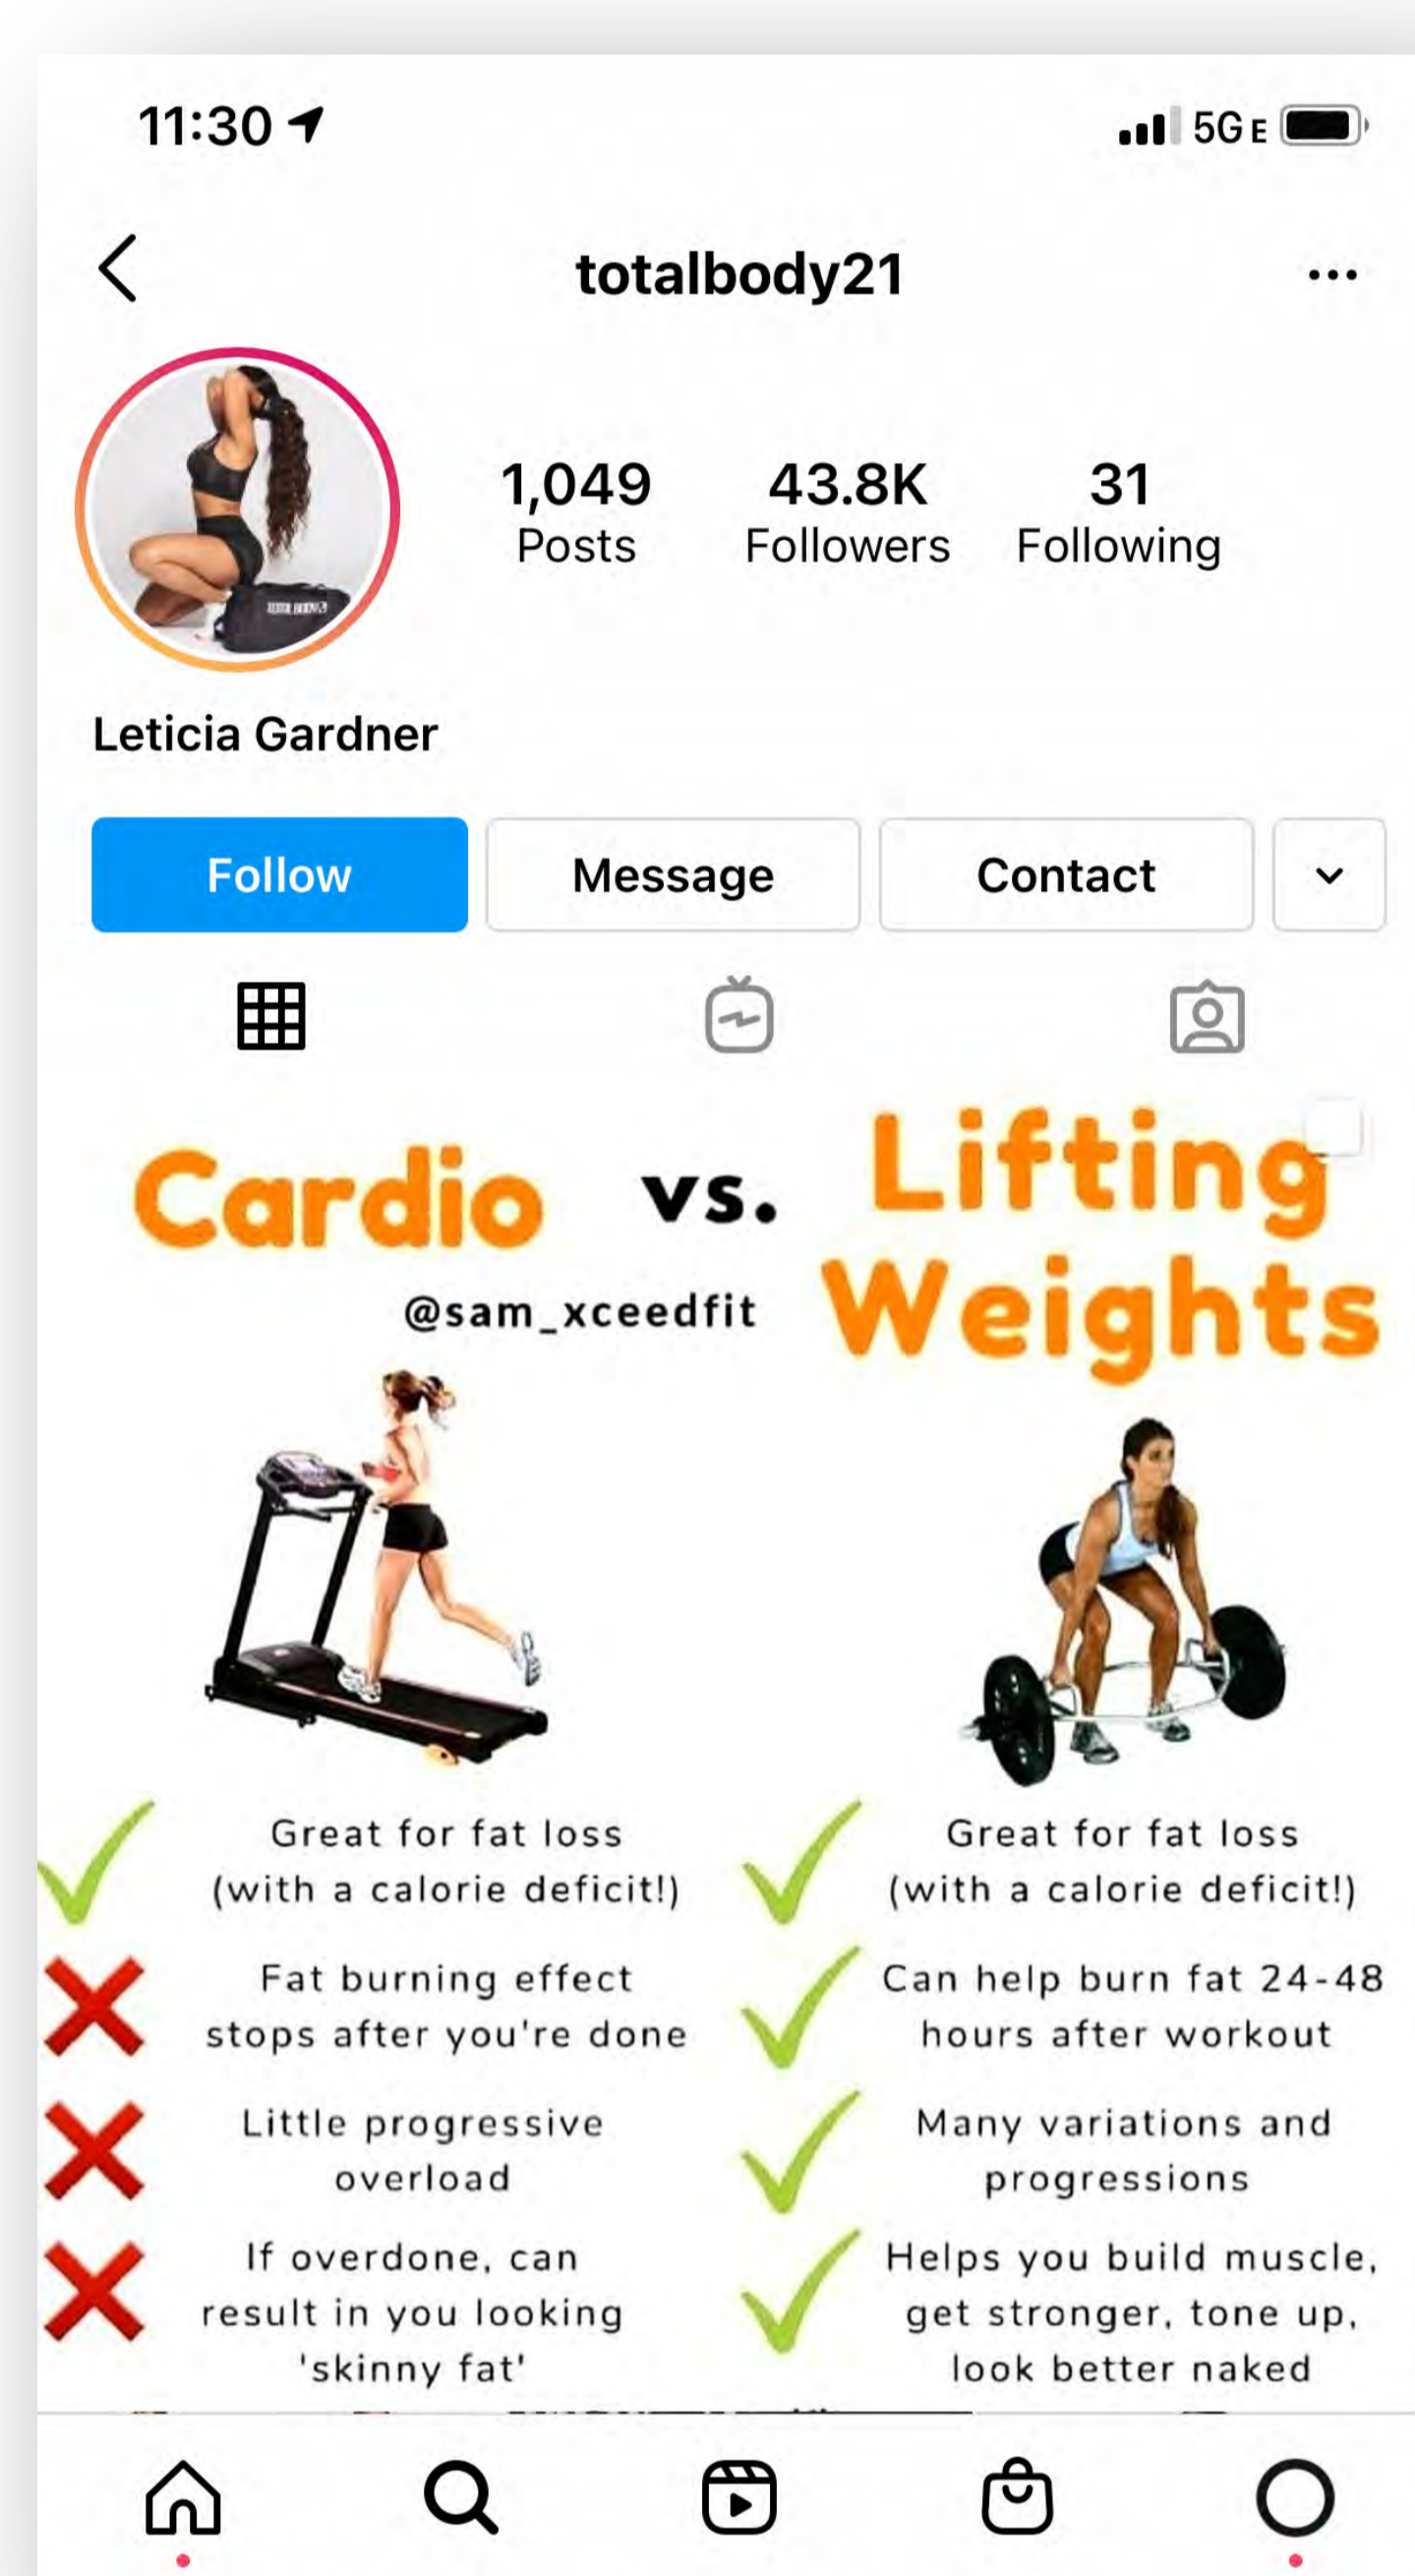 11:30
5G E
totalbody21
1,049
Posts
43.8K
Followers
31
Following
Leticia Gardner
Follow
Message
Contact
Cardio
vs.
Lifting
Weights
@sam_xceedfit
Great for fat loss
(with a calorie deficit!)
Great for fat loss
(with a calorie deficit!)
Fat burning effect
stops after you're done
Can help burn fat 24-48
hours after workout
Little progressive
overload
Many variations and
progressions
If overdone, can
result in you looking
'skinny fat'
Helps you build muscle,
get stronger, tone up,
look better naked